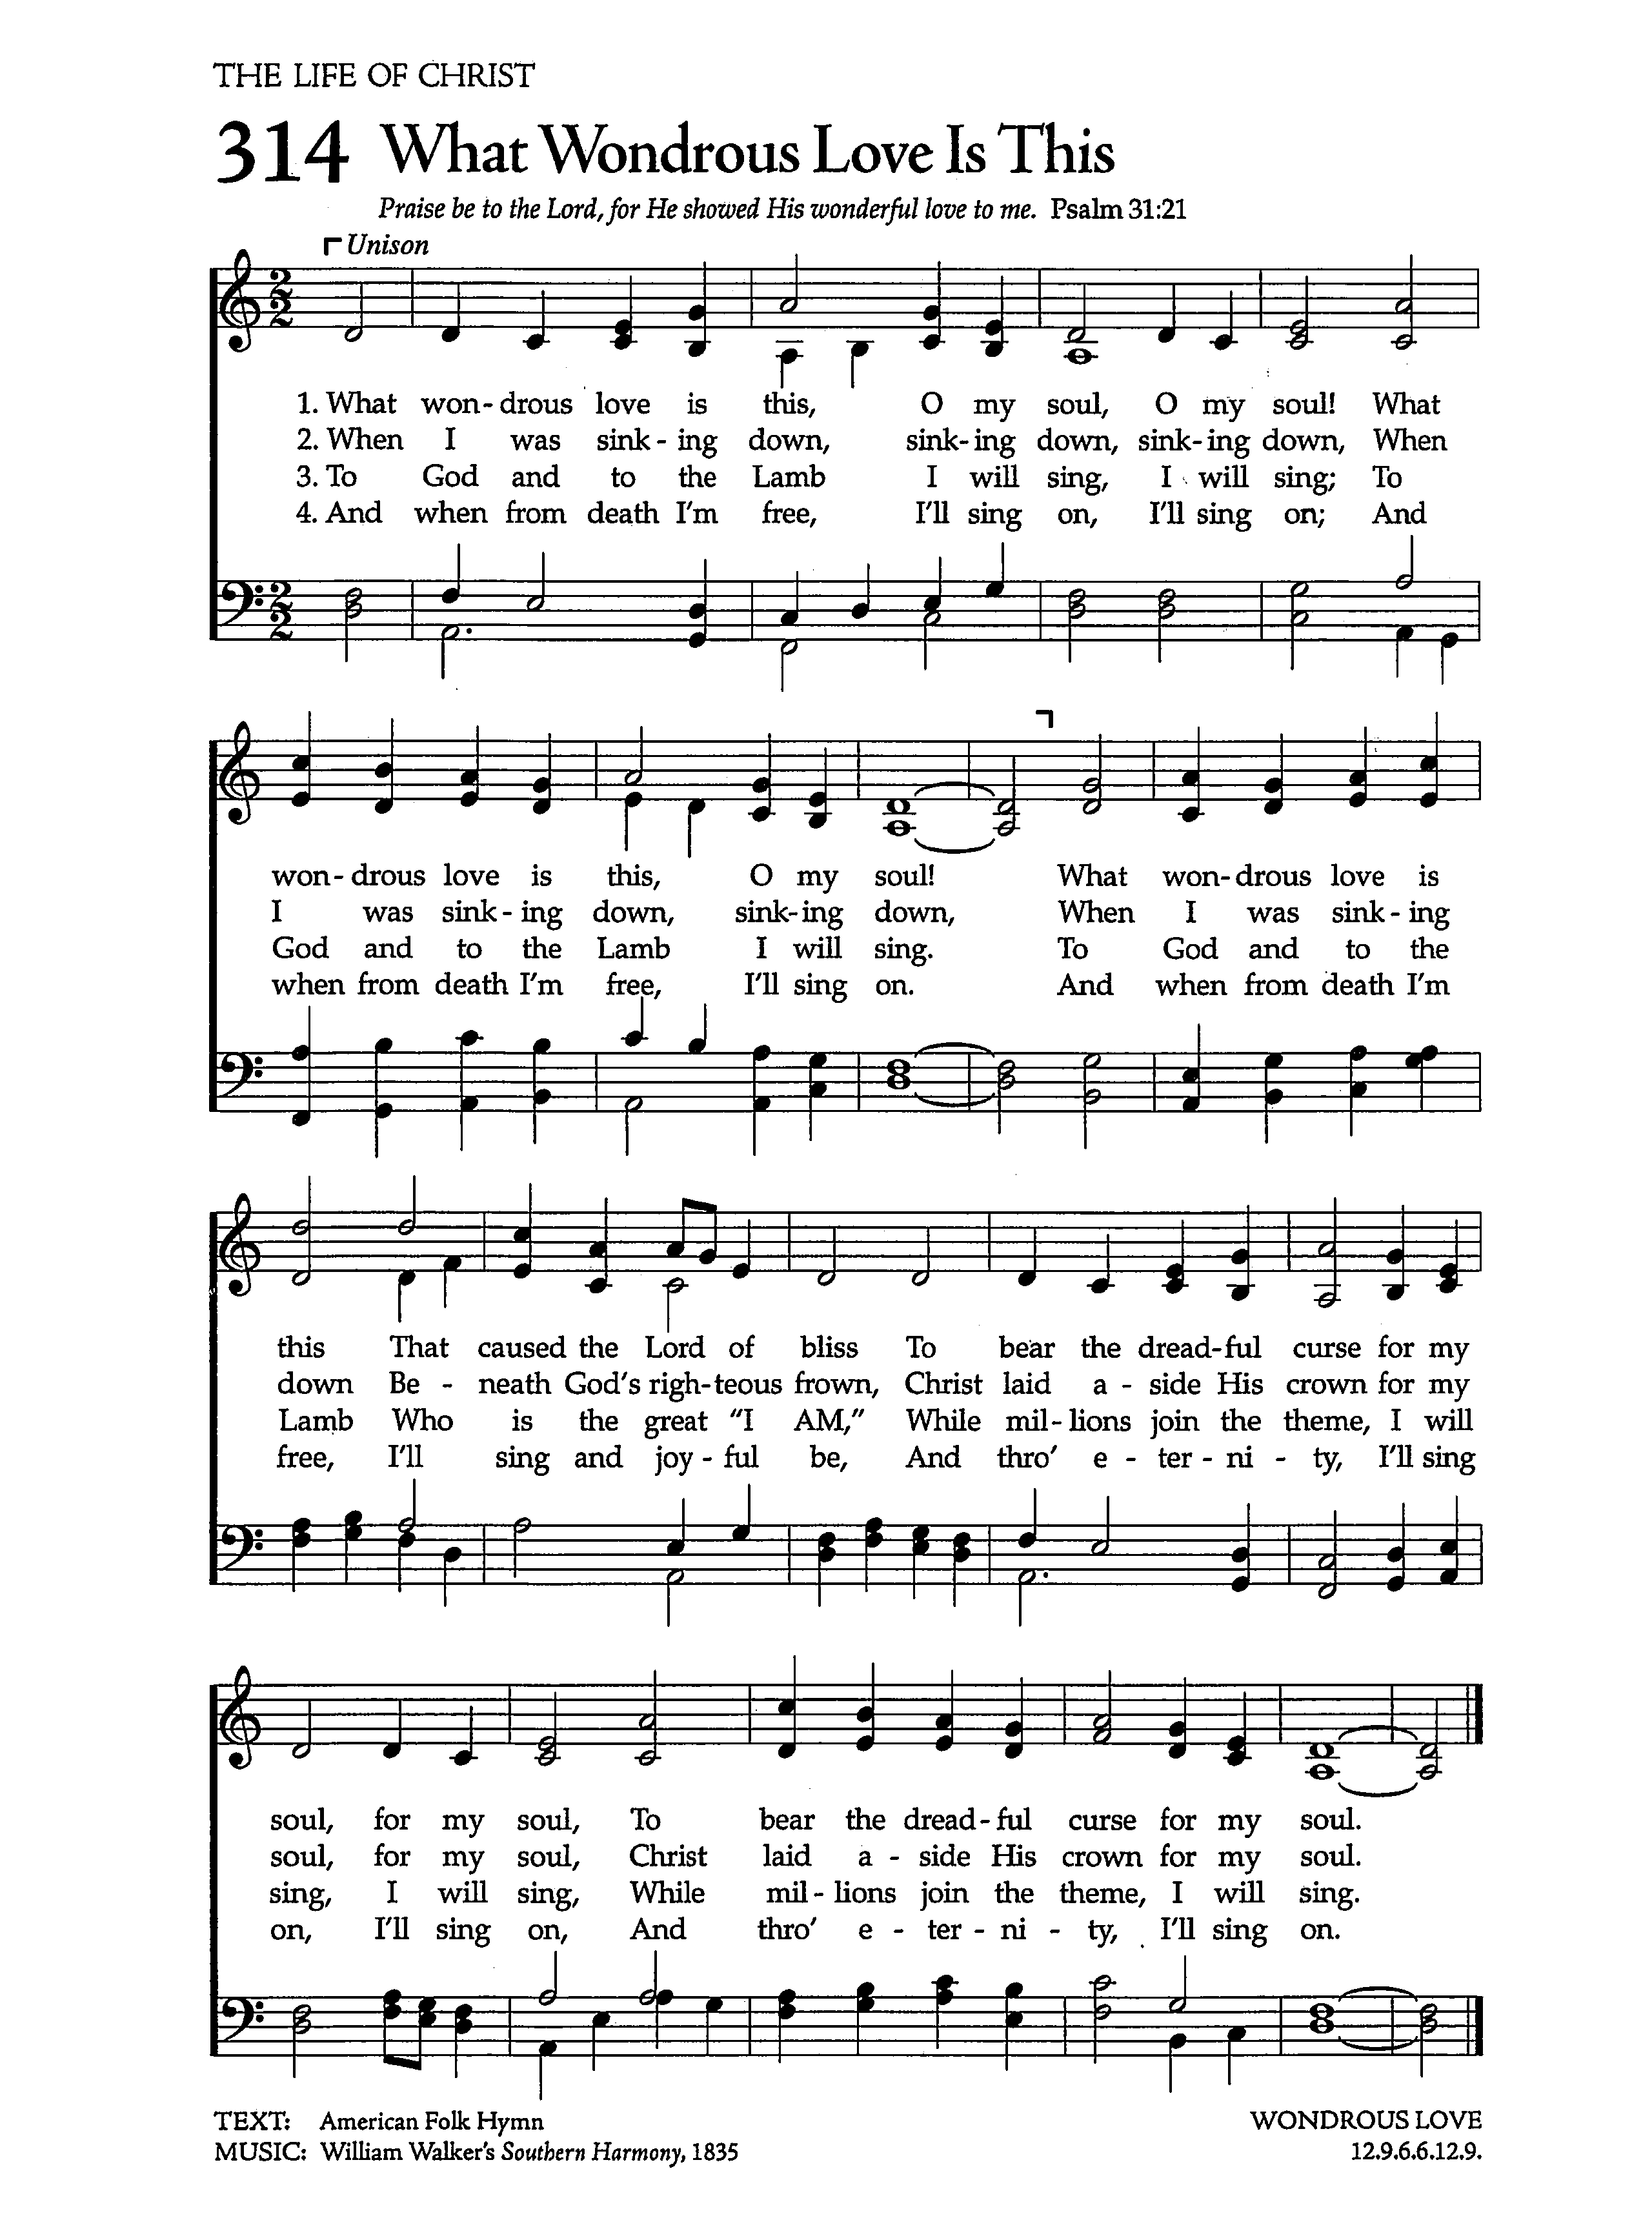 THE LIFE OF CHRIST
314 What Wondrous Love Is This
Praise be to the Lord, for He showed His wonderful love to me. Psalm 31:21
Unison
1. What won - drous love is this, O my soul, O my soul! What
2. When I was sink - ing down, sink - ing down, sink - ing down, When
3. To God and to the Lamb I will sing, I will sing; To
4. And when from death I'm free, I'll sing on, I'll sing on; And
won - drous love is this, O my soul! What won - drous love is
I was sink - ing down, sink - ing down, When I was sink - ing
God and to the Lamb I will sing. To God and to the
when from death I'm free, I'll sing on. And when from death I'm
this That caused the Lord of bliss To bear the dread - ful curse for my
down Be - neath God's righ - teous frown, Christ laid a - side His crown for my
Lamb Who is the great "I AM," While mil - lions join the theme, I will
free, I'll sing and joy - ful be, And thro' e - ter - ni - ty, I'll sing
soul, for my soul, To bear the dread - ful curse for my soul.
soul, for my soul, Christ laid a - side His crown for my soul.
sing, I will sing, While mil - lions join the theme, I will sing.
on, I'll sing on, And thro' e - ter - ni - ty, I'll sing on.
TEXT: American Folk Hymn WONDROUS LOVE
MUSIC: William Walker's Southern Harmony, 1835 12.9.6.6.12.9.